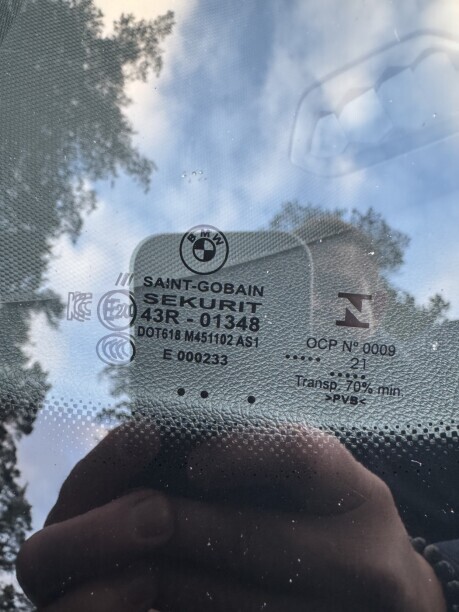 BMW
SAINT-GOBAIN
SEKURIT
43R - 01348
DOT618 M451102 AS1
E 000233
OCP Nº 0009
21
Transp. 70% min.
>PVB<